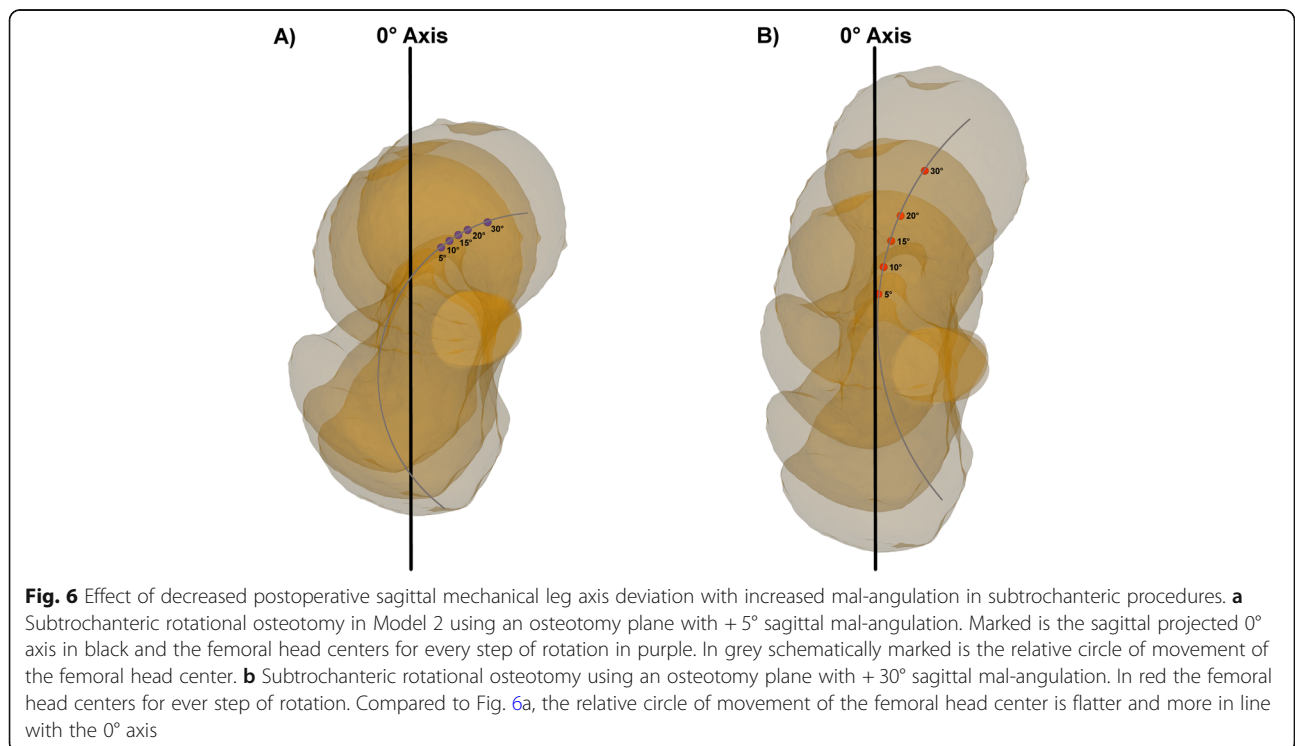 A) 0° Axis B) 0° Axis
30°
20°
30°
20° 15°
15°
10° 10°
5°
5°
Fig. 6 Effect of decreased postoperative sagittal mechanical leg axis deviation with increased mal-angulation in subtrochanteric procedures. a
Subtrochanteric rotational osteotomy in Model 2 using an osteotomy plane with + 5° sagittal mal-angulation. Marked is the sagittal projected 0°
axis in black and the femoral head centers for every step of rotation in purple. In grey schematically marked is the relative circle of movement of
the femoral head center. b Subtrochanteric rotational osteotomy using an osteotomy plane with + 30° sagittal mal-angulation. In red the femoral
head centers for ever step of rotation. Compared to Fig. 6a, the relative circle of movement of the femoral head center is flatter and more in line
with the 0° axis